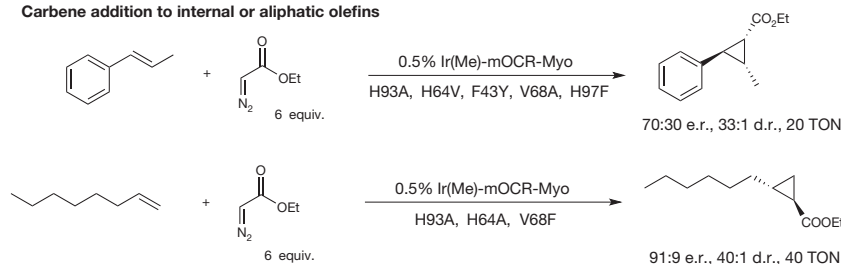 Carbene addition to internal or aliphatic olefins
+
O
OEt
N2
6 equiv.
0.5% Ir(Me)-mOCR-Myo
H93A, H64V, F43Y, V68A, H97F
CO2Et
70:30 e.r., 33:1 d.r., 20 TON
+
O
OEt
N2
6 equiv.
0.5% Ir(Me)-mOCR-Myo
H93A, H64A, V68F
COOEt
91:9 e.r., 40:1 d.r., 40 TON